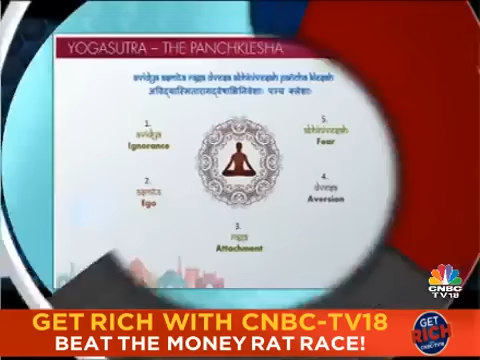 YOGASUTRA – THE PANCHKLESHA
avidya asmita raga dvesa abhinivesah pancha klesah
अविद्यास्मितारागद्वेषाभिनिवेशाः पञ्च क्लेशाः
1.
avidya
Ignorance
2.
asmita
Ego
3.
raga
Attachment
4.
dvesa
Aversion
5.
abhinivesah
Fear
CNBC
TV18
GET RICH WITH CNBC-TV18
BEAT THE MONEY RAT RACE!
GET
RICH
WITH
CNBC-TV18